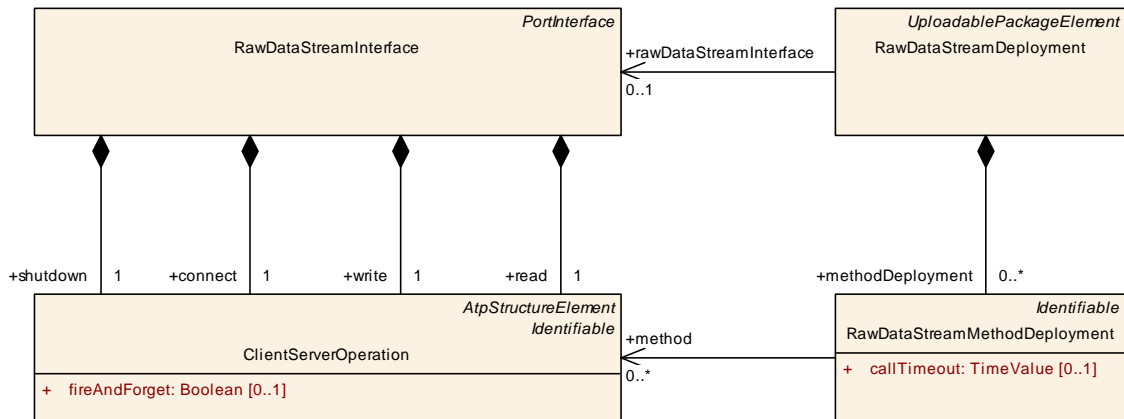 PortInterface
RawDataStreamInterface
UploadablePackageElement
RawDataStreamDeployment
+rawDataStreamInterface
0..1
+shutdown 1 +connect 1 +write 1 +read 1
+methodDeployment 0..*
AtpStructureElement
Identifiable
ClientServerOperation
+ fireAndForget: Boolean [0..1]
+method
0..*
Identifiable
RawDataStreamMethodDeployment
+ callTimeout: TimeValue [0..1]